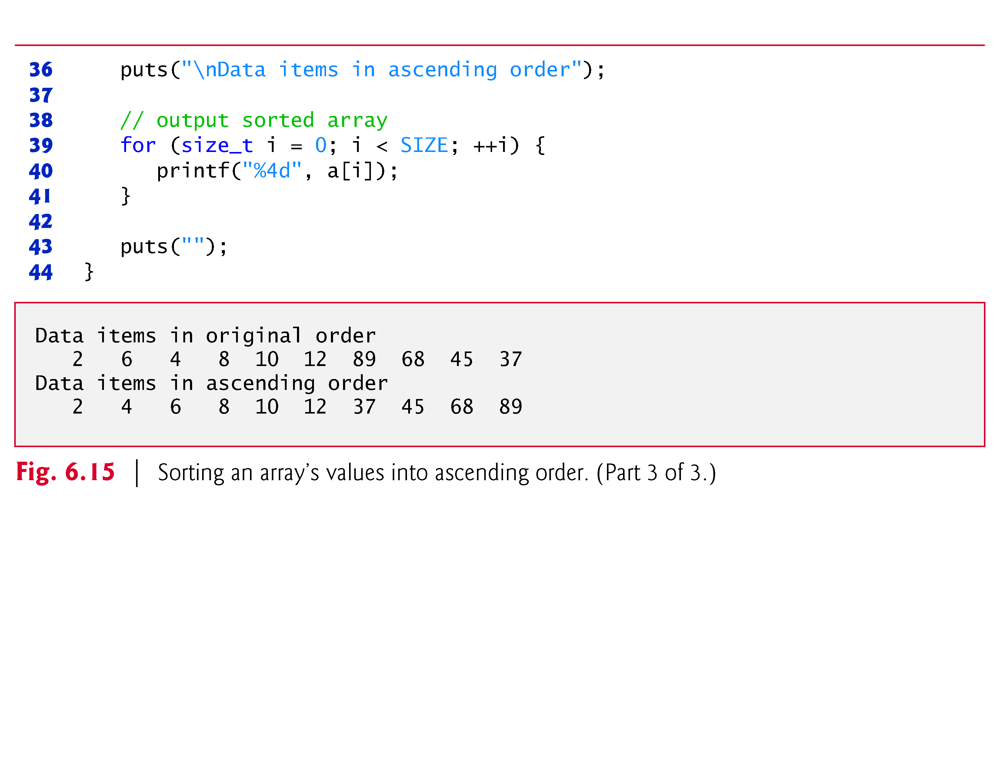 36 puts("\nData items in ascending order");
37
38 // output sorted array
39 for (size_t i = 0; i < SIZE; ++i) {
40 printf("%4d", a[i]);
41 }
42
43 puts("");
44 }
Data items in original order
2 6 4 8 10 12 89 68 45 37
Data items in ascending order
2 4 6 8 10 12 37 45 68 89
Fig. 6.15 | Sorting an array’s values into ascending order. (Part 3 of 3.)